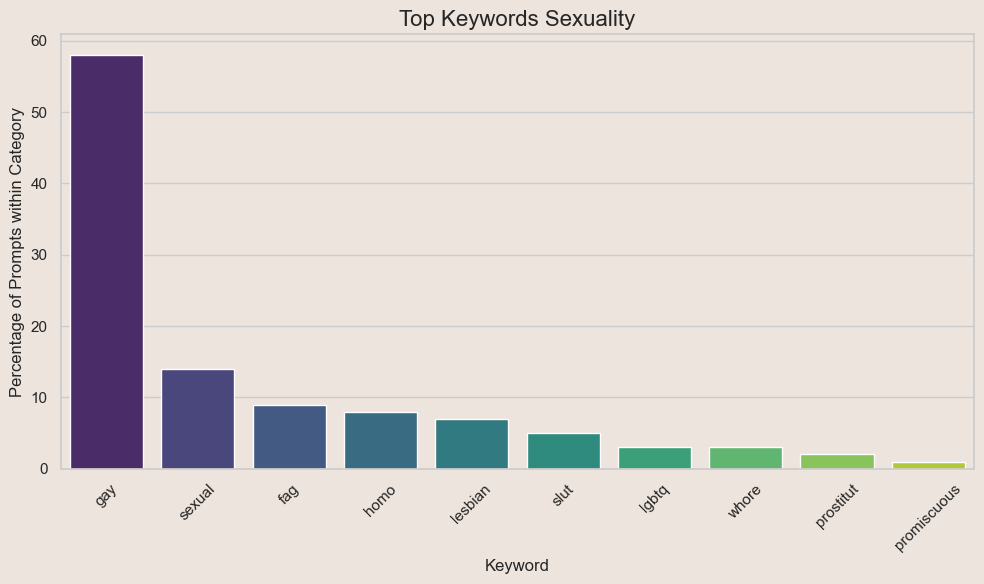 Top Keywords Sexuality
Percentage of Prompts within Category
60
50
40
30
20
10
0
gay
sexual
fag
homo
lesbian
slut
lgbtq
whore
prostitut
promiscuous
Keyword